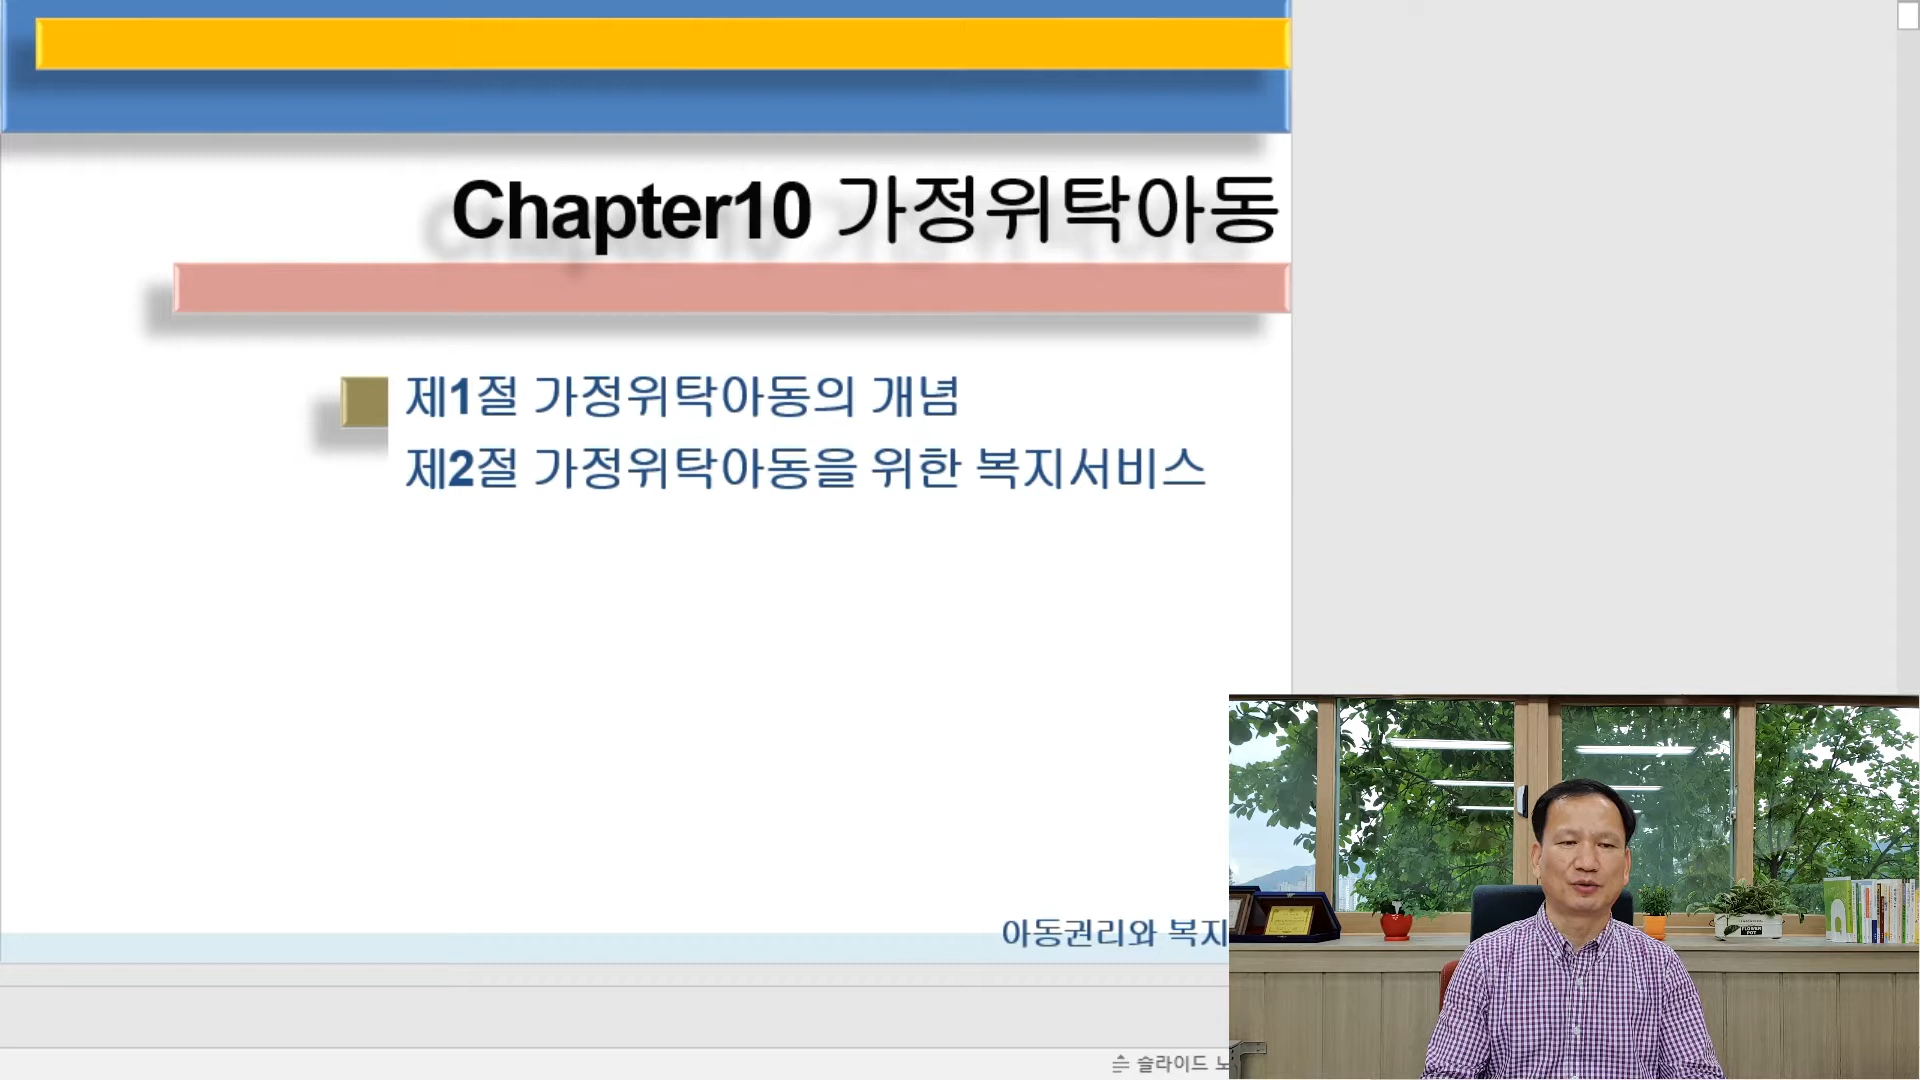 Chapter10 가정위탁아동
제1절 가정위탁아동의 개념
제2절 가정위탁아동을 위한 복지서비스
아동권리와 복지
슬라이드
FLOWER POT